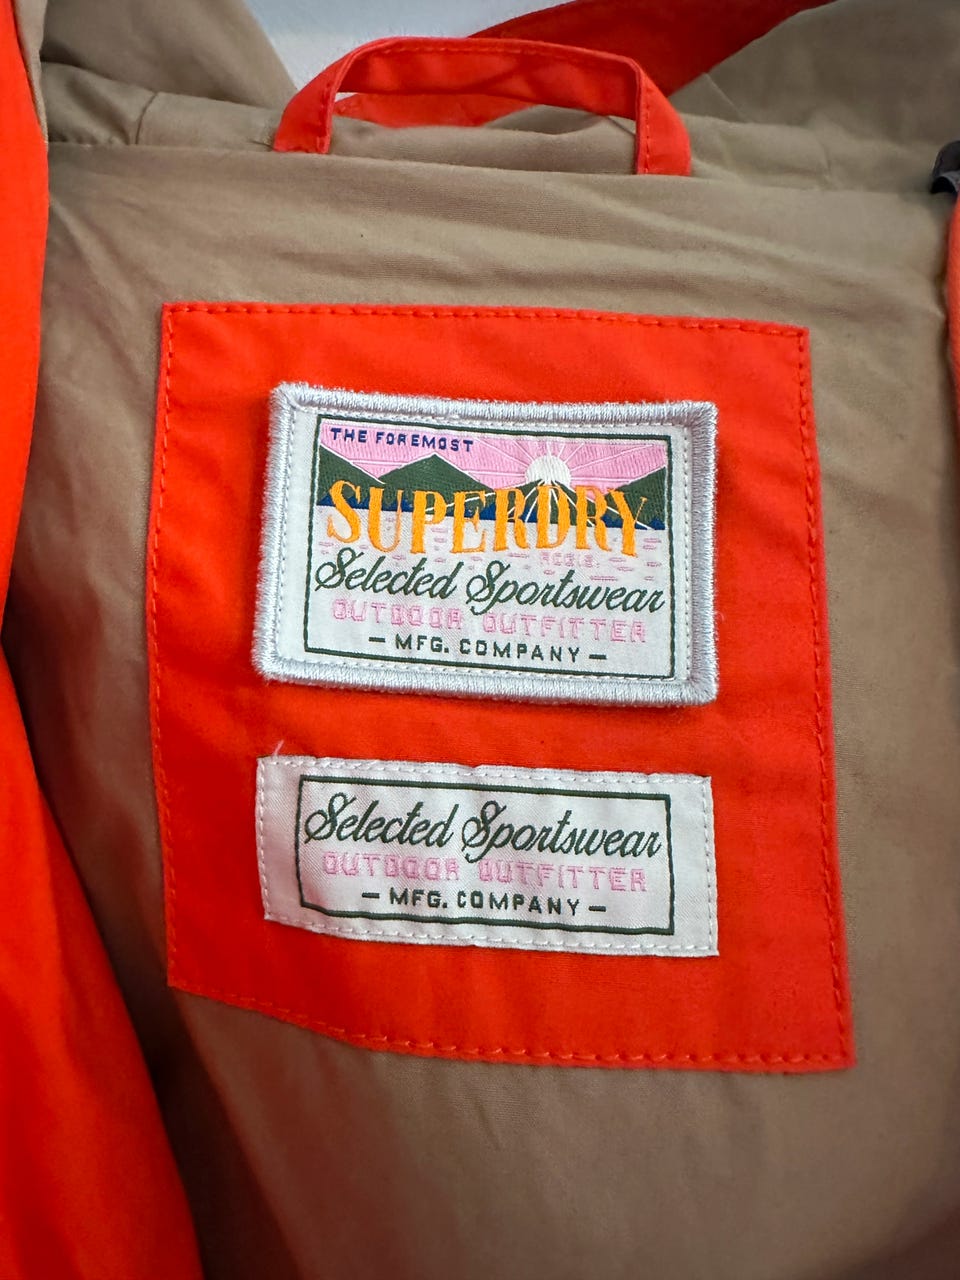 THE FOREMOST
SUPERDRY
Selected Sportswear
OUTDOOR OUTFITTER
— MFG. COMPANY —
Selected Sportswear
OUTDOOR OUTFITTER
— MFG. COMPANY —